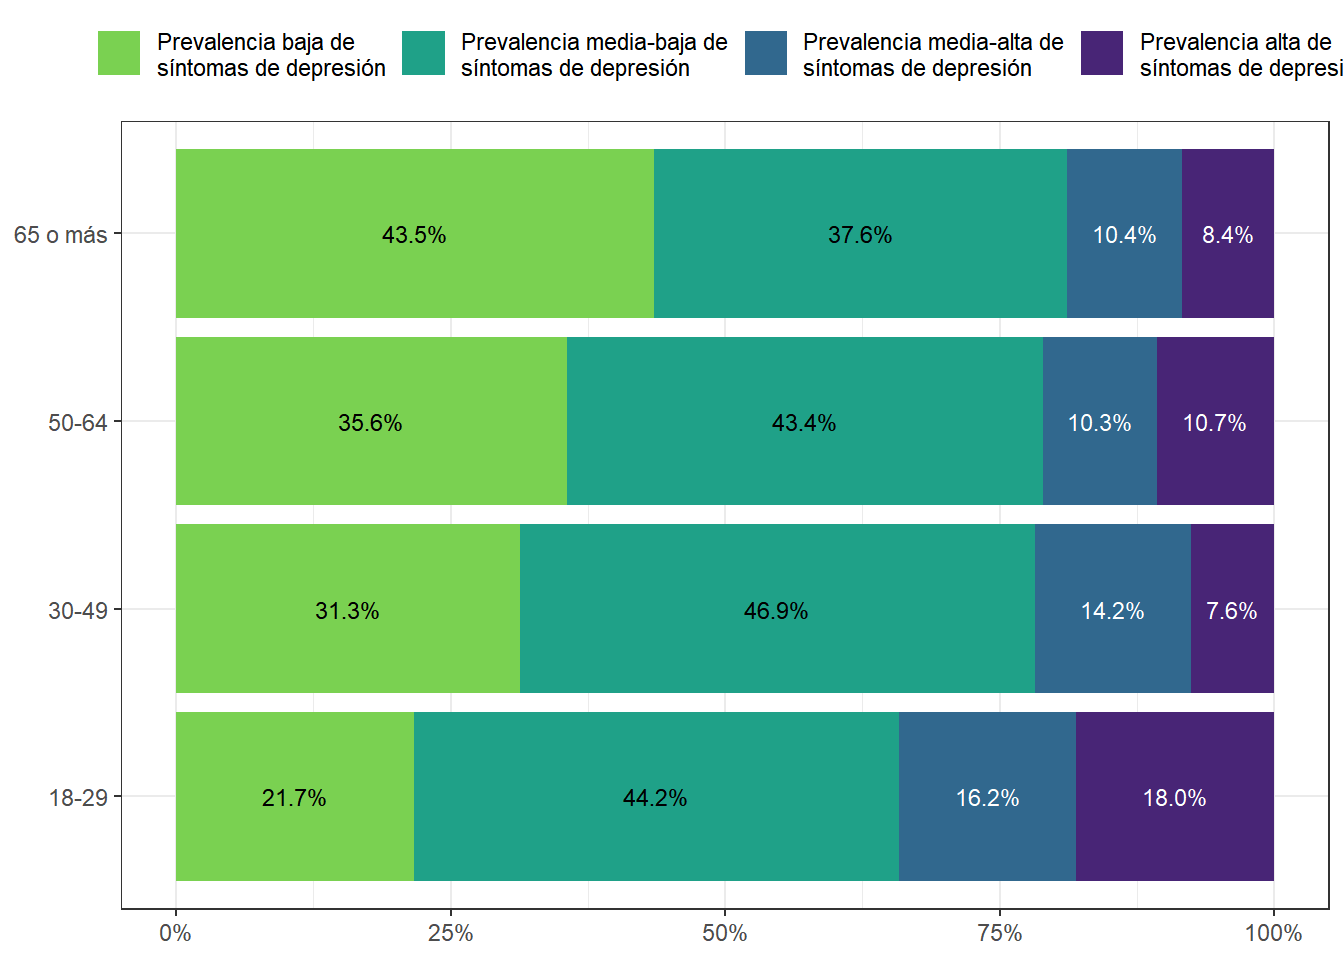 Prevalencia baja de
síntomas de depresión
Prevalencia media-baja de
síntomas de depresión
Prevalencia media-alta de
síntomas de depresión
Prevalencia alta de
síntomas de depresi
65 o más
43.5%
37.6%
10.4%
8.4%
50-64
35.6%
43.4%
10.3%
10.7%
30-49
31.3%
46.9%
14.2%
7.6%
18-29
21.7%
44.2%
16.2%
18.0%
0%
25%
50%
75%
100%